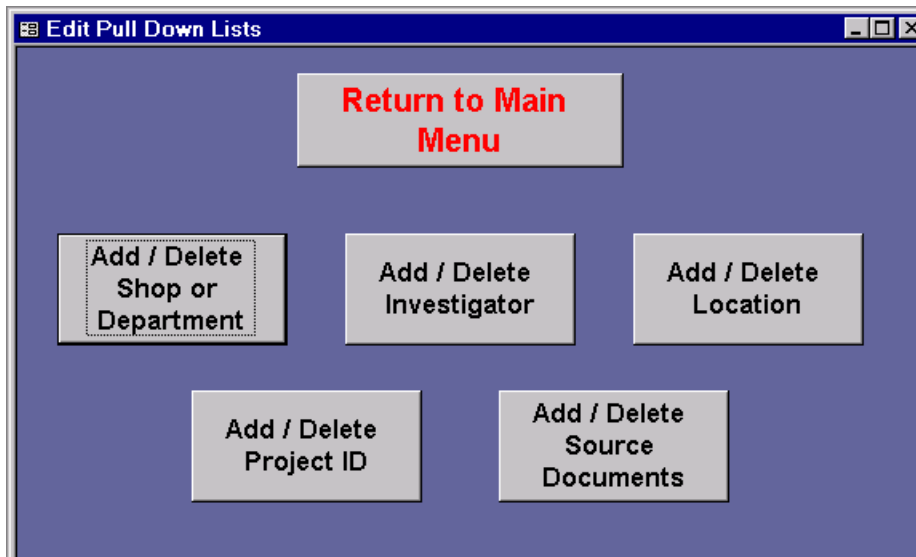 Edit Pull Down Lists
Return to Main
Menu
Add / Delete
Shop or
Department
Add / Delete
Investigator
Add / Delete
Location
Add / Delete
Project ID
Add / Delete
Source
Documents